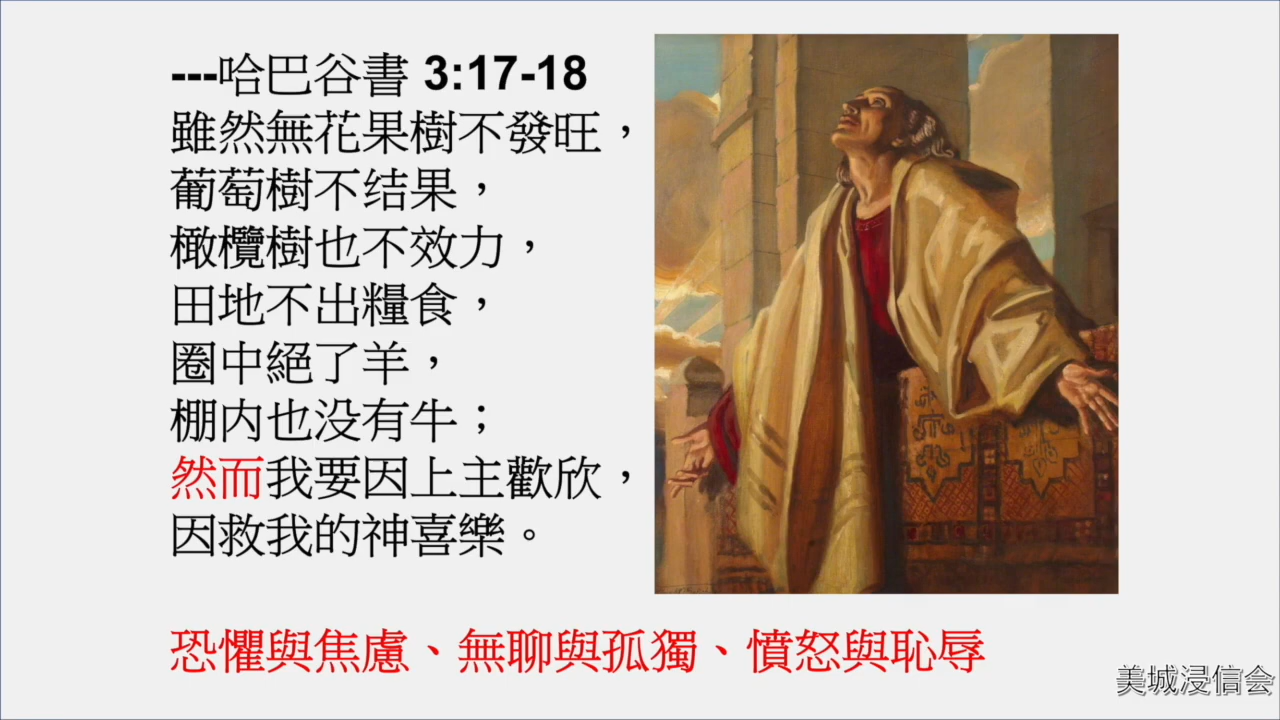 ---哈巴谷書 3:17-18
雖然無花果樹不發旺，
葡萄樹不结果，
橄欖樹也不效力，
田地不出糧食，
圈中絕了羊，
棚内也没有牛；
然而我要因上主歡欣，
因救我的神喜樂。
恐懼與焦慮、無聊與孤獨、憤怒與恥辱
美城浸信会